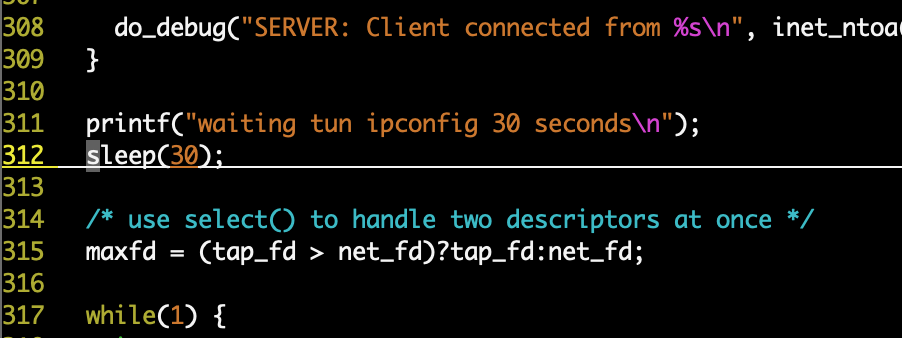 308     do_debug("SERVER: Client connected from %s\n", inet_ntoa(
309   }
310
311   printf("waiting tun ipconfig 30 seconds\n");
312   sleep(30);
313
314   /* use select() to handle two descriptors at once */
315   maxfd = (tap_fd > net_fd)?tap_fd:net_fd;
316
317   while(1) {